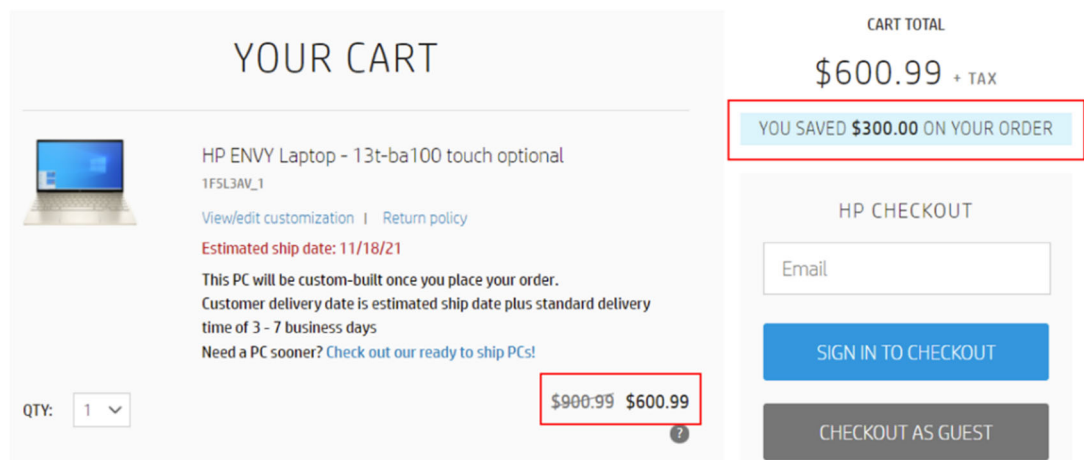 YOUR CART
HP ENVY Laptop - 13t-ba100 touch optional
1F5L3AV_1
View/edit customization | Return policy
Estimated ship date: 11/18/21
This PC will be custom-built once you place your order.
Customer delivery date is estimated ship date plus standard delivery
time of 3 - 7 business days
Need a PC sooner? Check out our ready to ship PCs!
QTY: 1
$900.99 $600.99
?
CART TOTAL
$600.99 + TAX
YOU SAVED $300.00 ON YOUR ORDER
HP CHECKOUT
Email
SIGN IN TO CHECKOUT
CHECKOUT AS GUEST